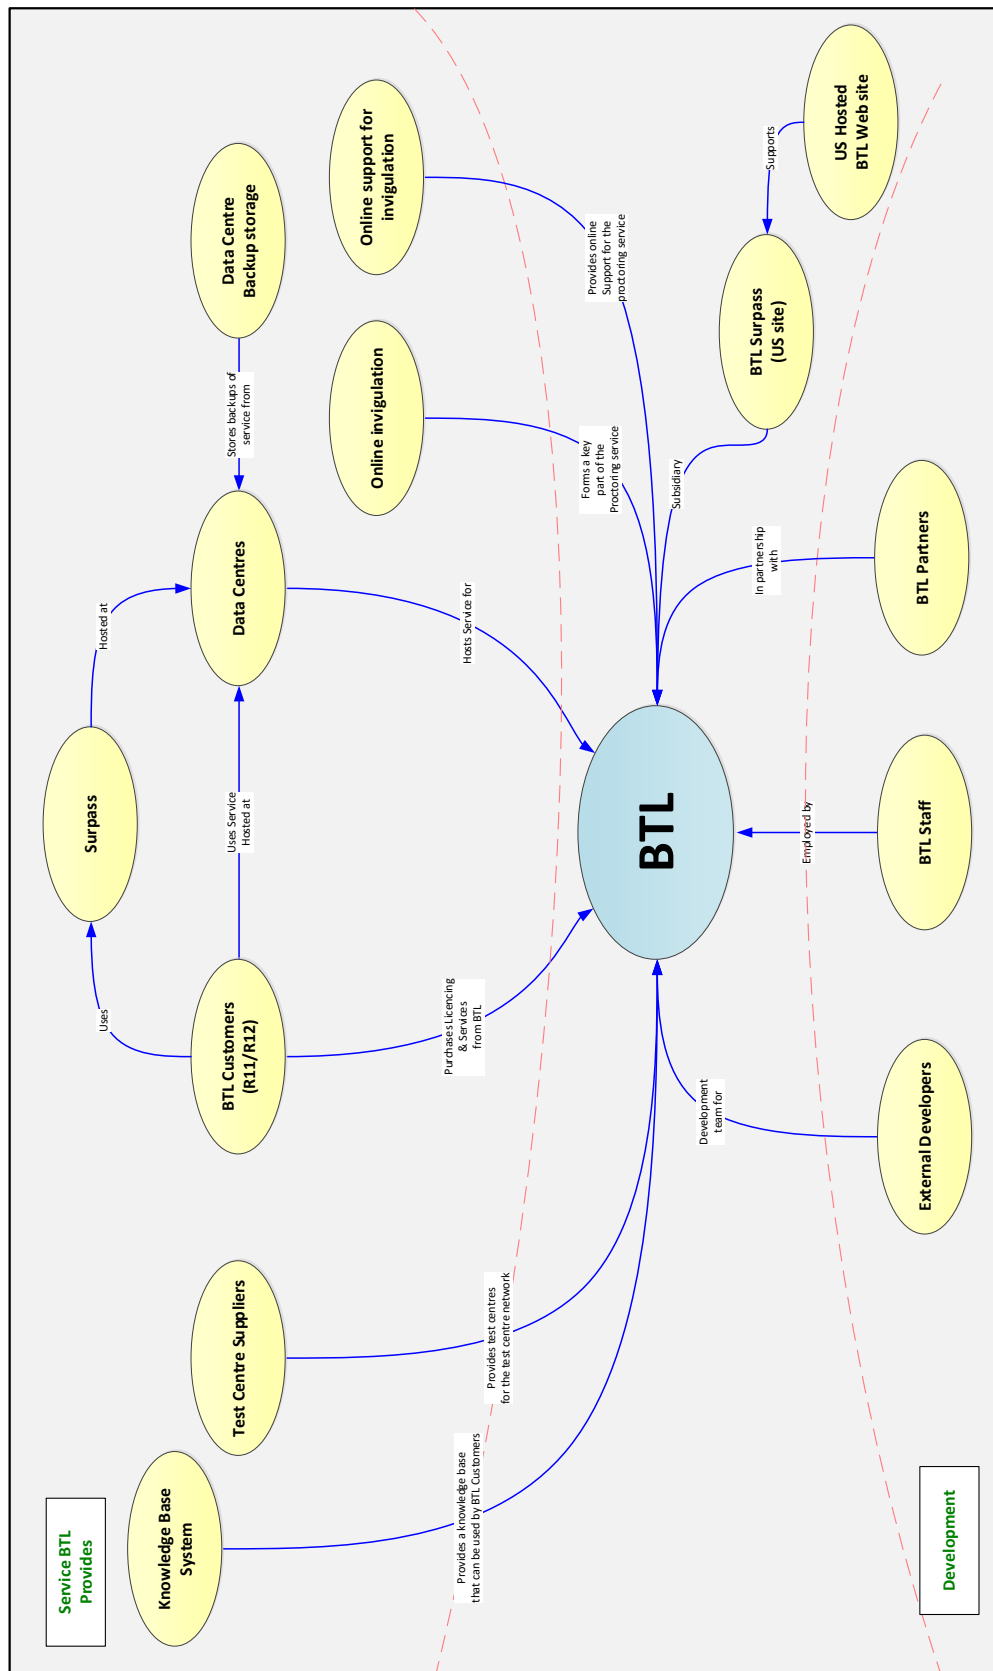 Service BTL
Provides
Knowledge Base
System
Test Centre Suppliers
BTL Customers
(R11/R12)
Surpass
Data Centres
Data Centre
Backup storage
Online invigulation
Online support for
invigulation
Uses
Hosted at
Uses Service
Hosted at
Stores backups of
service from
Provides a knowledge base
that can be used by BTL Customers
Provides test centres
for the test centre network
Purchases Licencing
& Services
from BTL
Hosts Service for
Forms a key
part of the
Proctoring service
Provides online
Support for the
proctoring service
BTL
Subsidiary
BTL Surpass
(US site)
Supports
US Hosted
BTL Web site
Development
team for
Employed by
In partnership
with
External Developers
BTL Staff
BTL Partners
Development